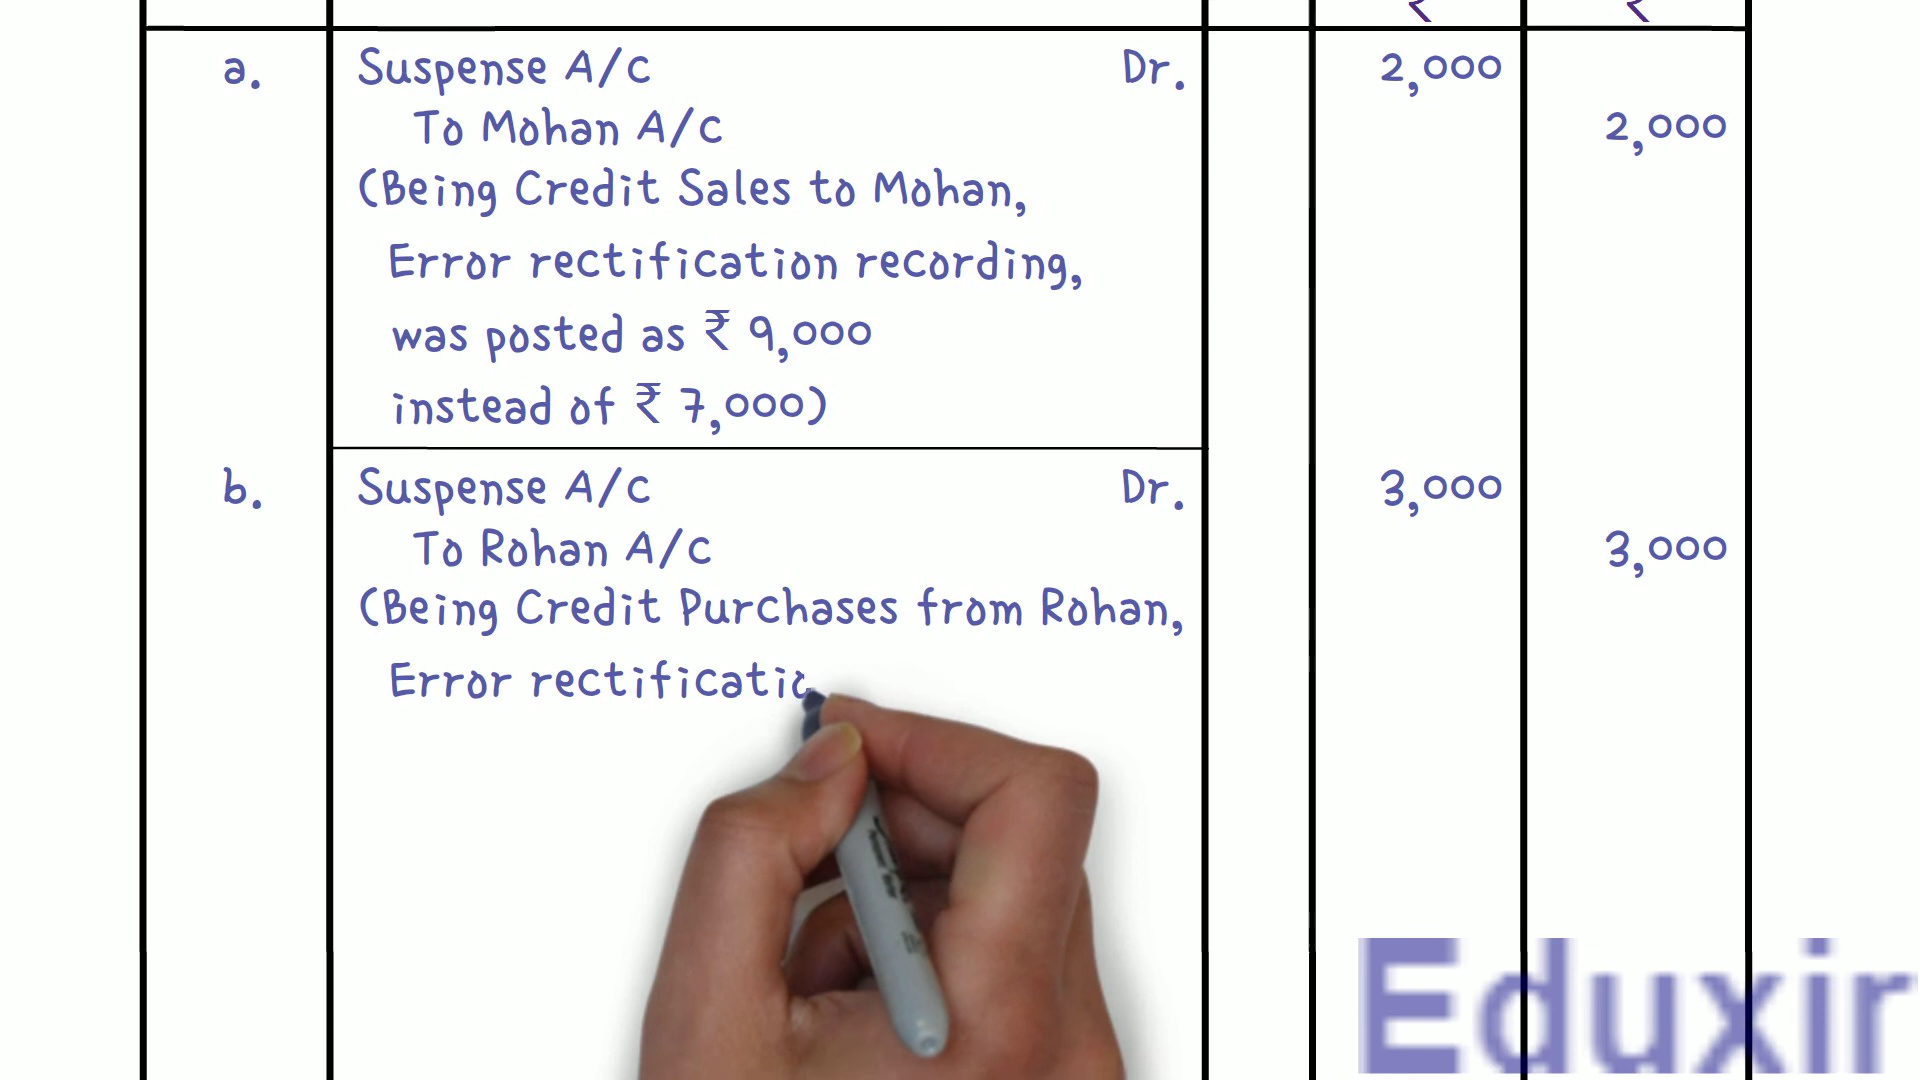 ₹ ₹
a. Suspense A/c Dr. 2,000
To Mohan A/c 2,000
(Being Credit Sales to Mohan,
Error rectification recording,
was posted as ₹ 9,000
instead of ₹ 7,000)
b. Suspense A/c Dr. 3,000
To Rohan A/c 3,000
(Being Credit Purchases from Rohan,
Error rectificatio
Eduxir